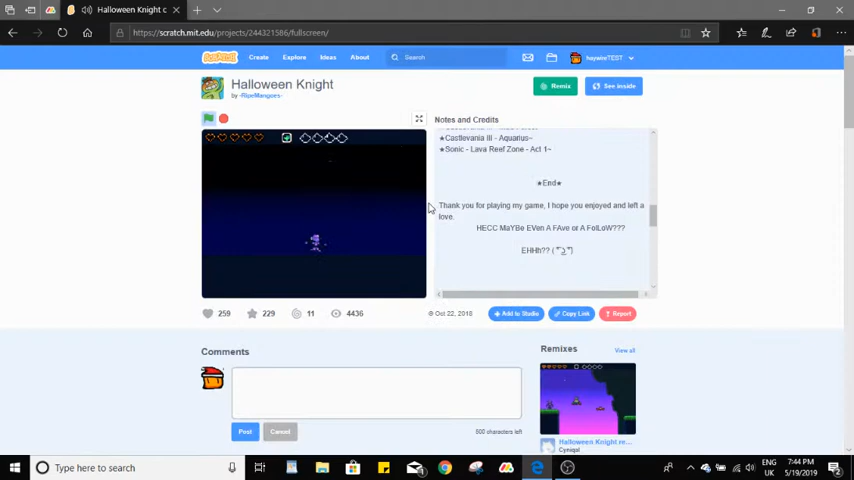 Halloween Knight o
https://scratch.mit.edu/projects/244321586/fullscreen/
SCRATCH
Create
Explore
Ideas
About
Search
haywireTEST
Halloween Knight
by -RipeMangoes-
Remix
See inside
Notes and Credits
★Castlevania III - Aquarius~
★Sonic - Lava Reef Zone - Act 1~
★End★
Thank you for playing my game, I hope you enjoyed and left a
love.
HECC MaYBe EVen A FAve or A FolLoW???
EHHh??
259
229
11
4436
© Oct 22, 2018
Add to Studio
Copy Link
Report
Comments
Post
Cancel
500 characters left
Remixes
View all
Halloween Knight re...
Cyniqal
Type here to search
ENG
UK
7:44 PM
5/19/2019
2